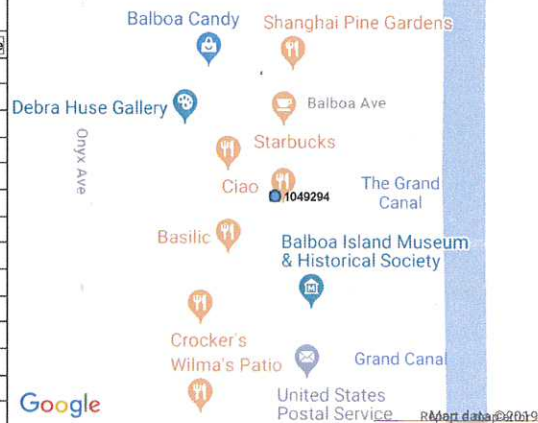 Balboa Candy
Shanghai Pine Gardens
Debra Huse Gallery
Balboa Ave
Onyx Ave
Starbucks
Ciao
1049294
The Grand
Canal
Basilic
Balboa Island Museum
& Historical Society
Crocker's
Wilma's Patio
Grand Canal
United States
Postal Service
Google
©2019